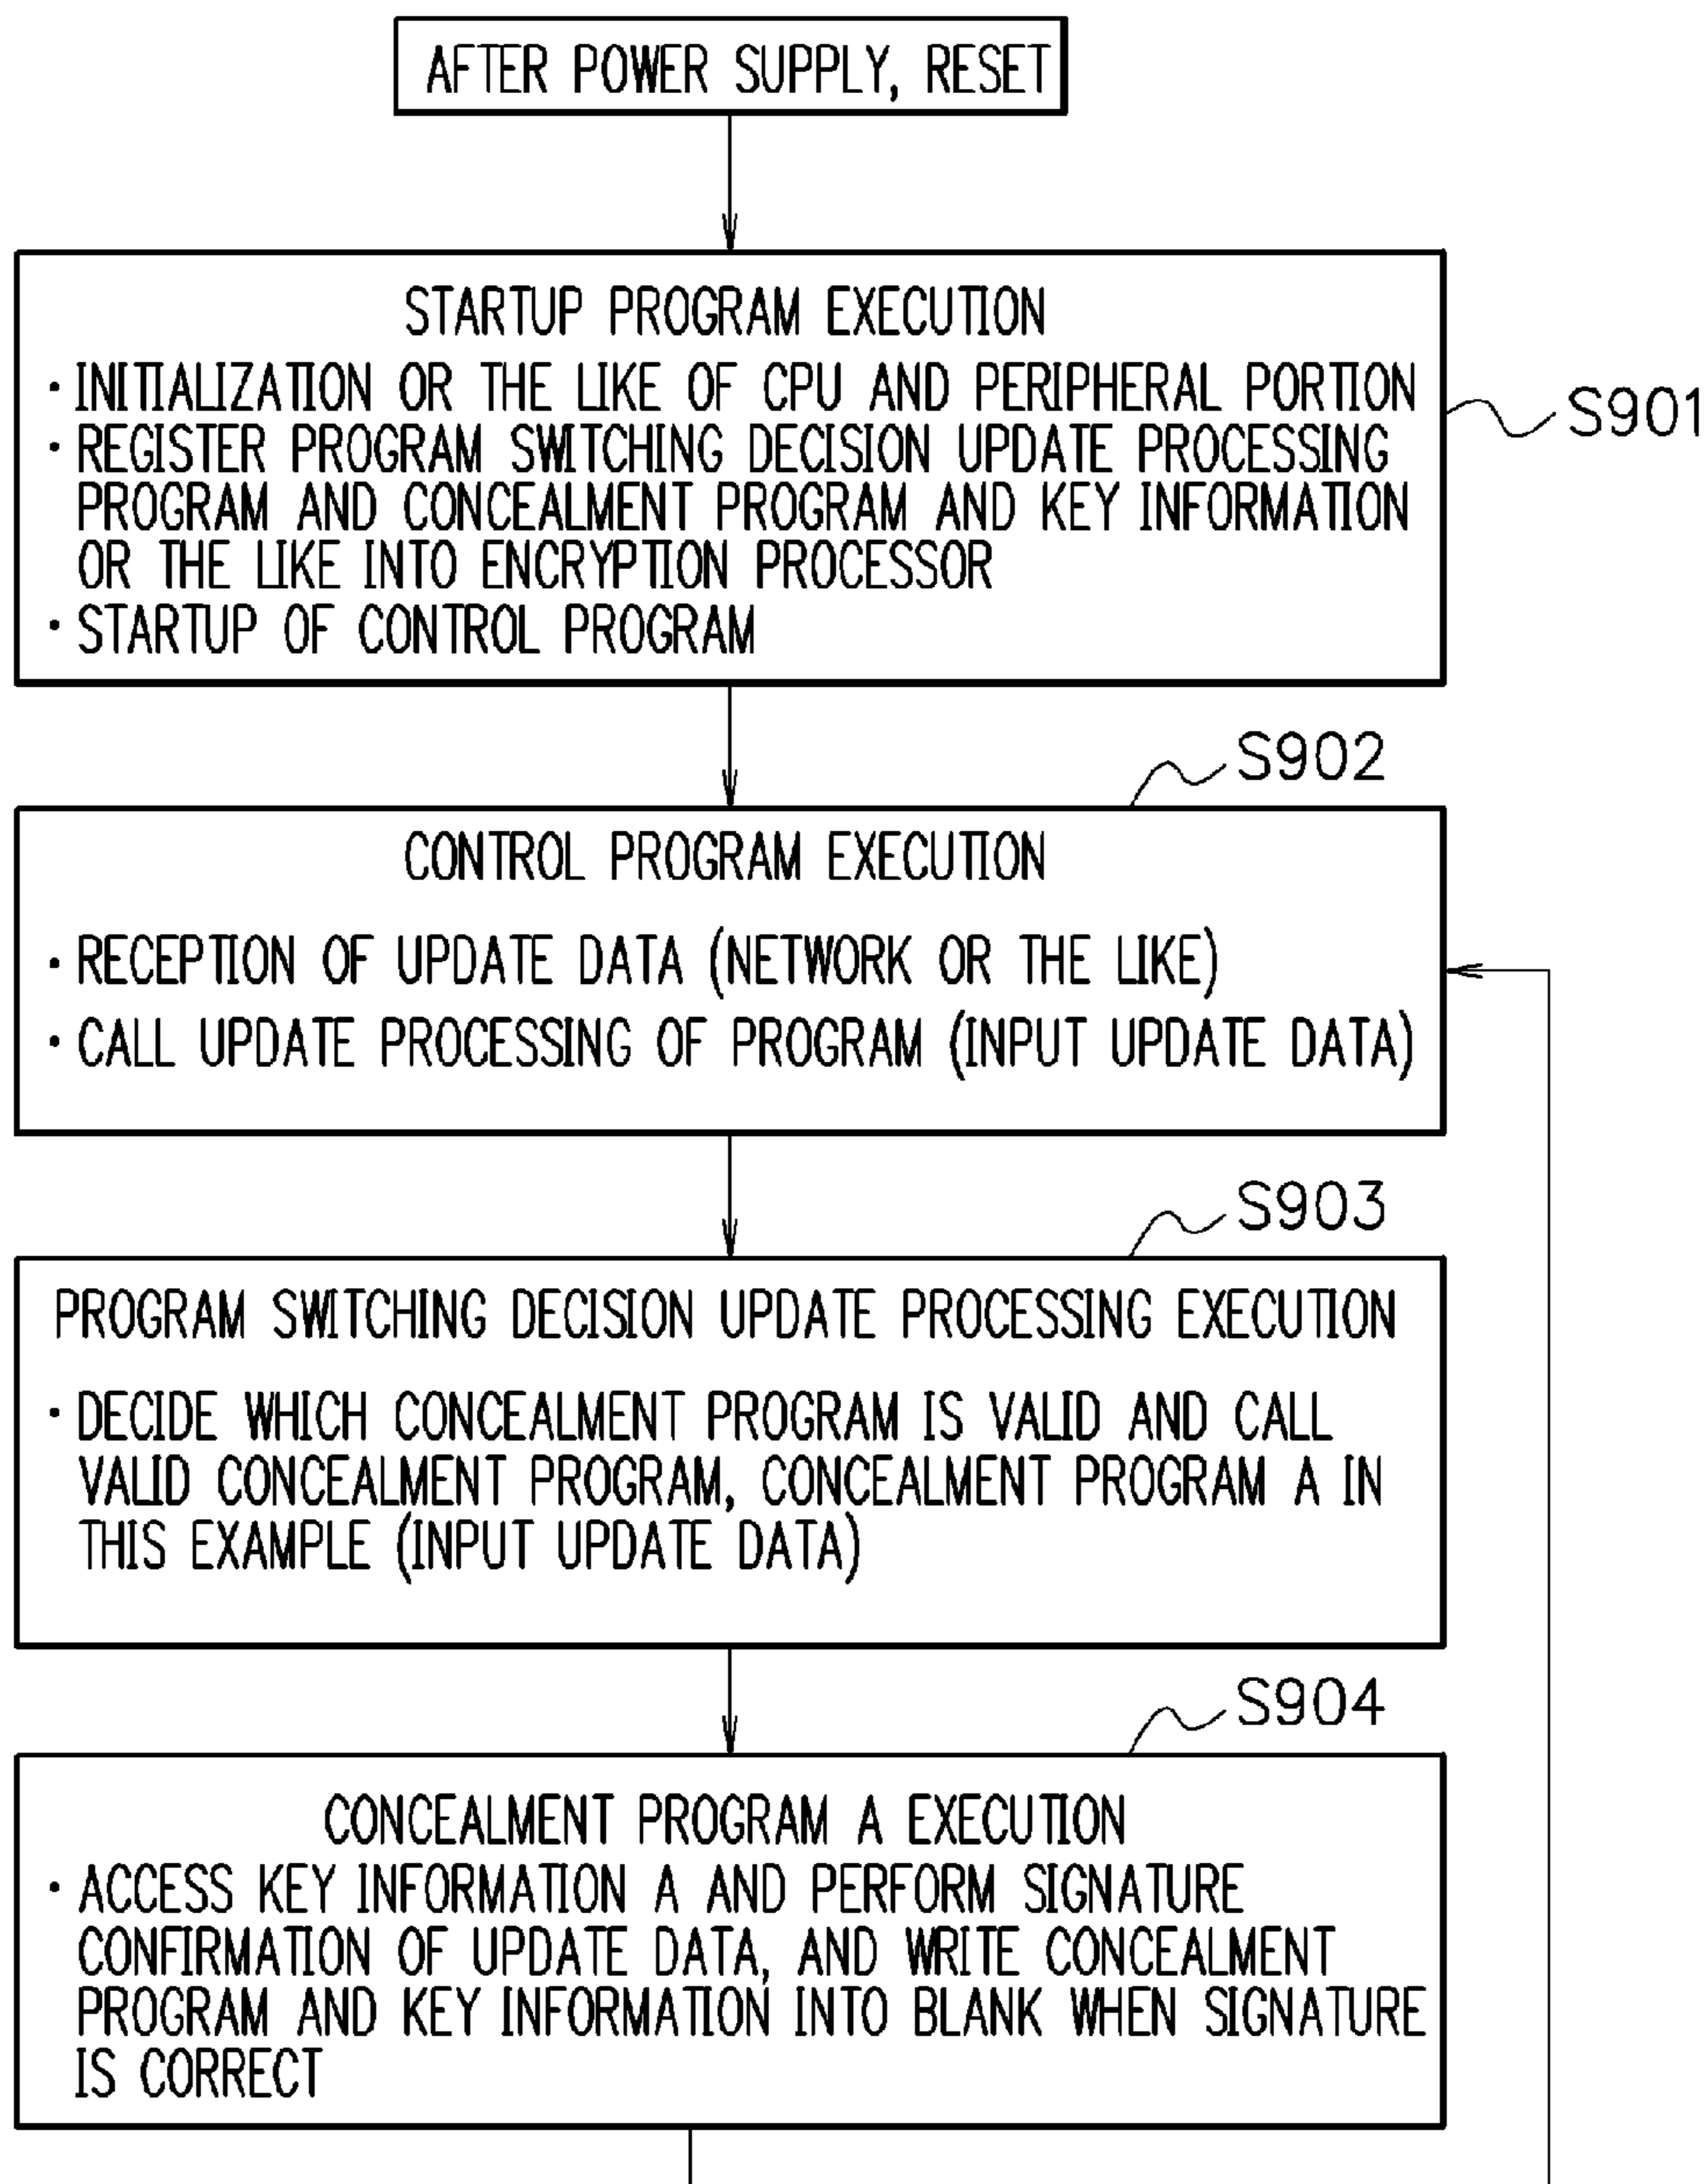 AFTER POWER SUPPLY, RESET
STARTUP PROGRAM EXECUTION
· INITIALIZATION OR THE LIKE OF CPU AND PERIPHERAL PORTION
· REGISTER PROGRAM SWITCHING DECISION UPDATE PROCESSING
PROGRAM AND CONCEALMENT PROGRAM AND KEY INFORMATION
OR THE LIKE INTO ENCRYPTION PROCESSOR
· STARTUP OF CONTROL PROGRAM
S901
S902
CONTROL PROGRAM EXECUTION
· RECEPTION OF UPDATE DATA (NETWORK OR THE LIKE)
· CALL UPDATE PROCESSING OF PROGRAM (INPUT UPDATE DATA)
S903
PROGRAM SWITCHING DECISION UPDATE PROCESSING EXECUTION
· DECIDE WHICH CONCEALMENT PROGRAM IS VALID AND CALL
VALID CONCEALMENT PROGRAM, CONCEALMENT PROGRAM A IN
THIS EXAMPLE (INPUT UPDATE DATA)
S904
CONCEALMENT PROGRAM A EXECUTION
· ACCESS KEY INFORMATION A AND PERFORM SIGNATURE
CONFIRMATION OF UPDATE DATA, AND WRITE CONCEALMENT
PROGRAM AND KEY INFORMATION INTO BLANK WHEN SIGNATURE
IS CORRECT